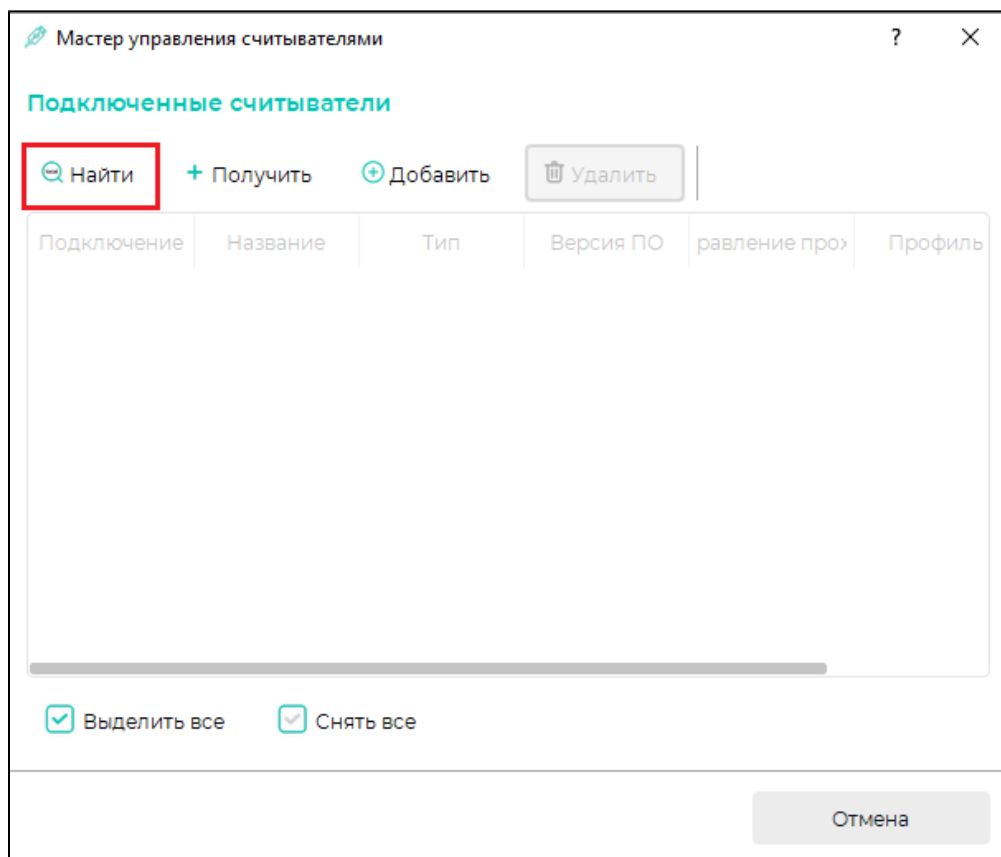 Мастер управления считывателями ?
Подключенные считыватели
Найти + Получить Добавить Удалить
Подключение Название Тип Версия ПО равление прох Профиль
Выделить все Снять все
Отмена